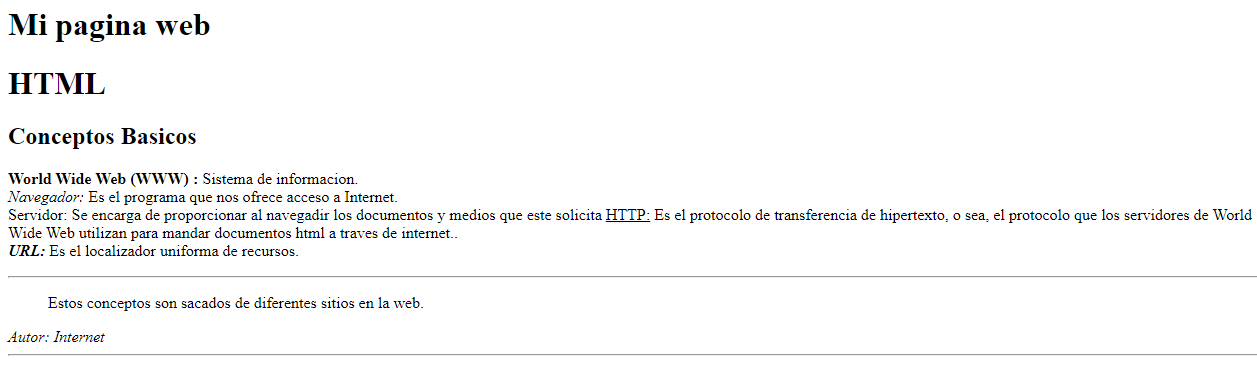 Mi pagina web
HTML
Conceptos Basicos
World Wide Web (WWW) : Sistema de informacion.
Navegador: Es el programa que nos ofrece acceso a Internet.
Servidor: Se encarga de proporcionar al navegadir los documentos y medios que este solicita HTTP: Es el protocolo de transferencia de hipertexto, o sea, el protocolo que los servidores de World
Wide Web utilizan para mandar documentos html a traves de internet..
URL: Es el localizador uniforma de recursos.
Estos conceptos son sacados de diferentes sitios en la web.
Autor: Internet